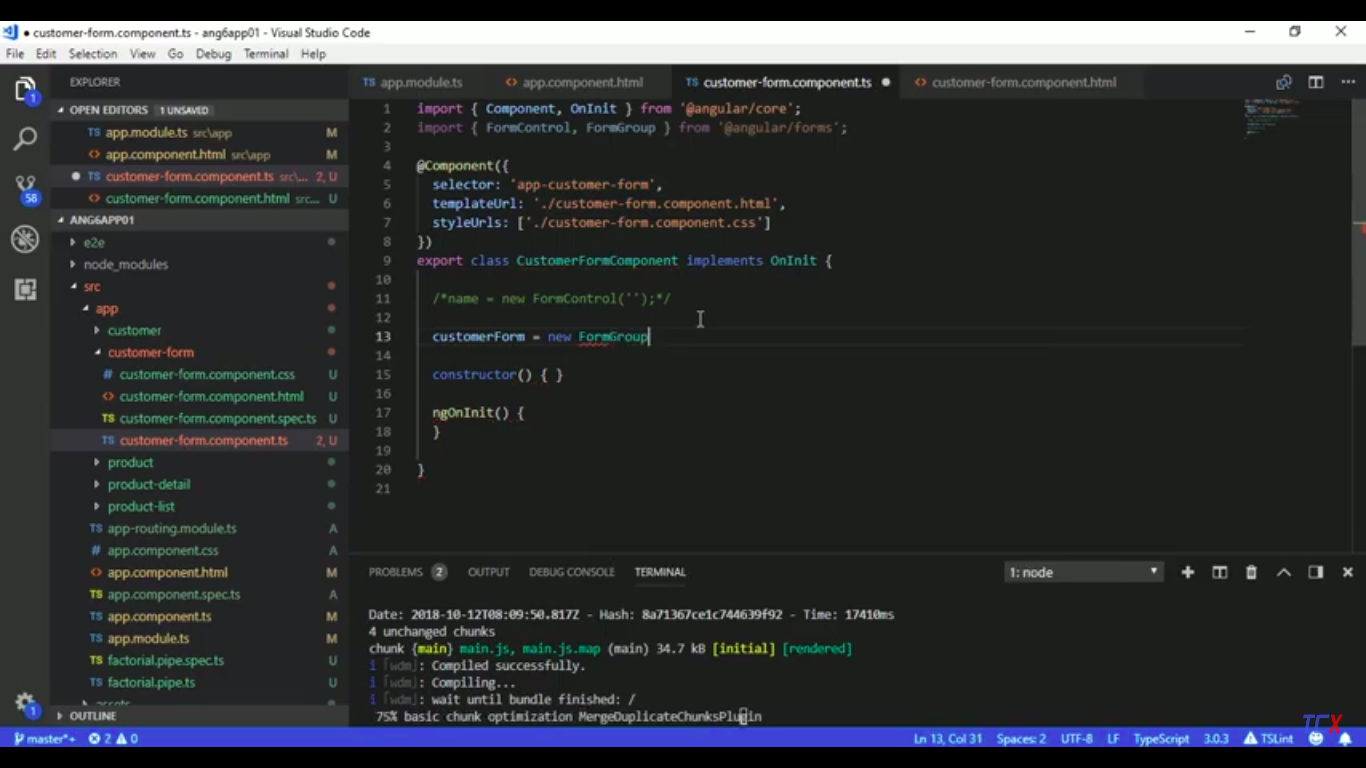 customer-form.component.ts - ang6app01 - Visual Studio Code
File Edit Selection View Go Debug Terminal Help
EXPLORER
OPEN EDITORS 1 UNSAVED
TS app.module.ts src\app M
<> app.component.html src\app M
TS customer-form.component.ts src\... 2, U
<> customer-form.component.html src... U
ANG6APP01
e2e
node_modules
src
app
customer
customer-form
# customer-form.component.css U
<> customer-form.component.html U
TS customer-form.component.spec.ts U
TS customer-form.component.ts 2, U
product
product-detail
product-list
TS app-routing.module.ts A
# app.component.css A
<> app.component.html M
TS app.component.spec.ts A
TS app.component.ts M
TS app.module.ts M
TS factorial.pipe.spec.ts U
TS factorial.pipe.ts U
assets
OUTLINE
1
58
1
TS app.module.ts <> app.component.html TS customer-form.component.ts <> customer-form.component.html
1 import { Component, OnInit } from '@angular/core';
2 import { FormControl, FormGroup } from '@angular/forms';
3
4 @Component({
5 selector: 'app-customer-form',
6 templateUrl: './customer-form.component.html',
7 styleUrls: ['./customer-form.component.css']
8 })
9 export class CustomerFormComponent implements OnInit {
10
11 /*name = new FormControl('');*/
12
13 customerForm = new FormGroup
14
15 constructor() { }
16
17 ngOnInit() {
18 }
19
20 }
21
PROBLEMS 2 OUTPUT DEBUG CONSOLE TERMINAL 1: node
Date: 2018-10-12T08:09:50.817Z - Hash: 8a71367ce1c744639f92 - Time: 17410ms
4 unchanged chunks
chunk {main} main.js, main.js.map (main) 34.7 kB [initial] [rendered]
i ｢wdm｣: Compiled successfully.
i ｢wdm｣: Compiling...
i ｢wdm｣: wait until bundle finished: /
75% basic chunk optimization MergeDuplicateChunksPlugin
TCX
master*+ 2 0 Ln 13, Col 31 Spaces: 2 UTF-8 LF TypeScript 3.0.3 TSLint